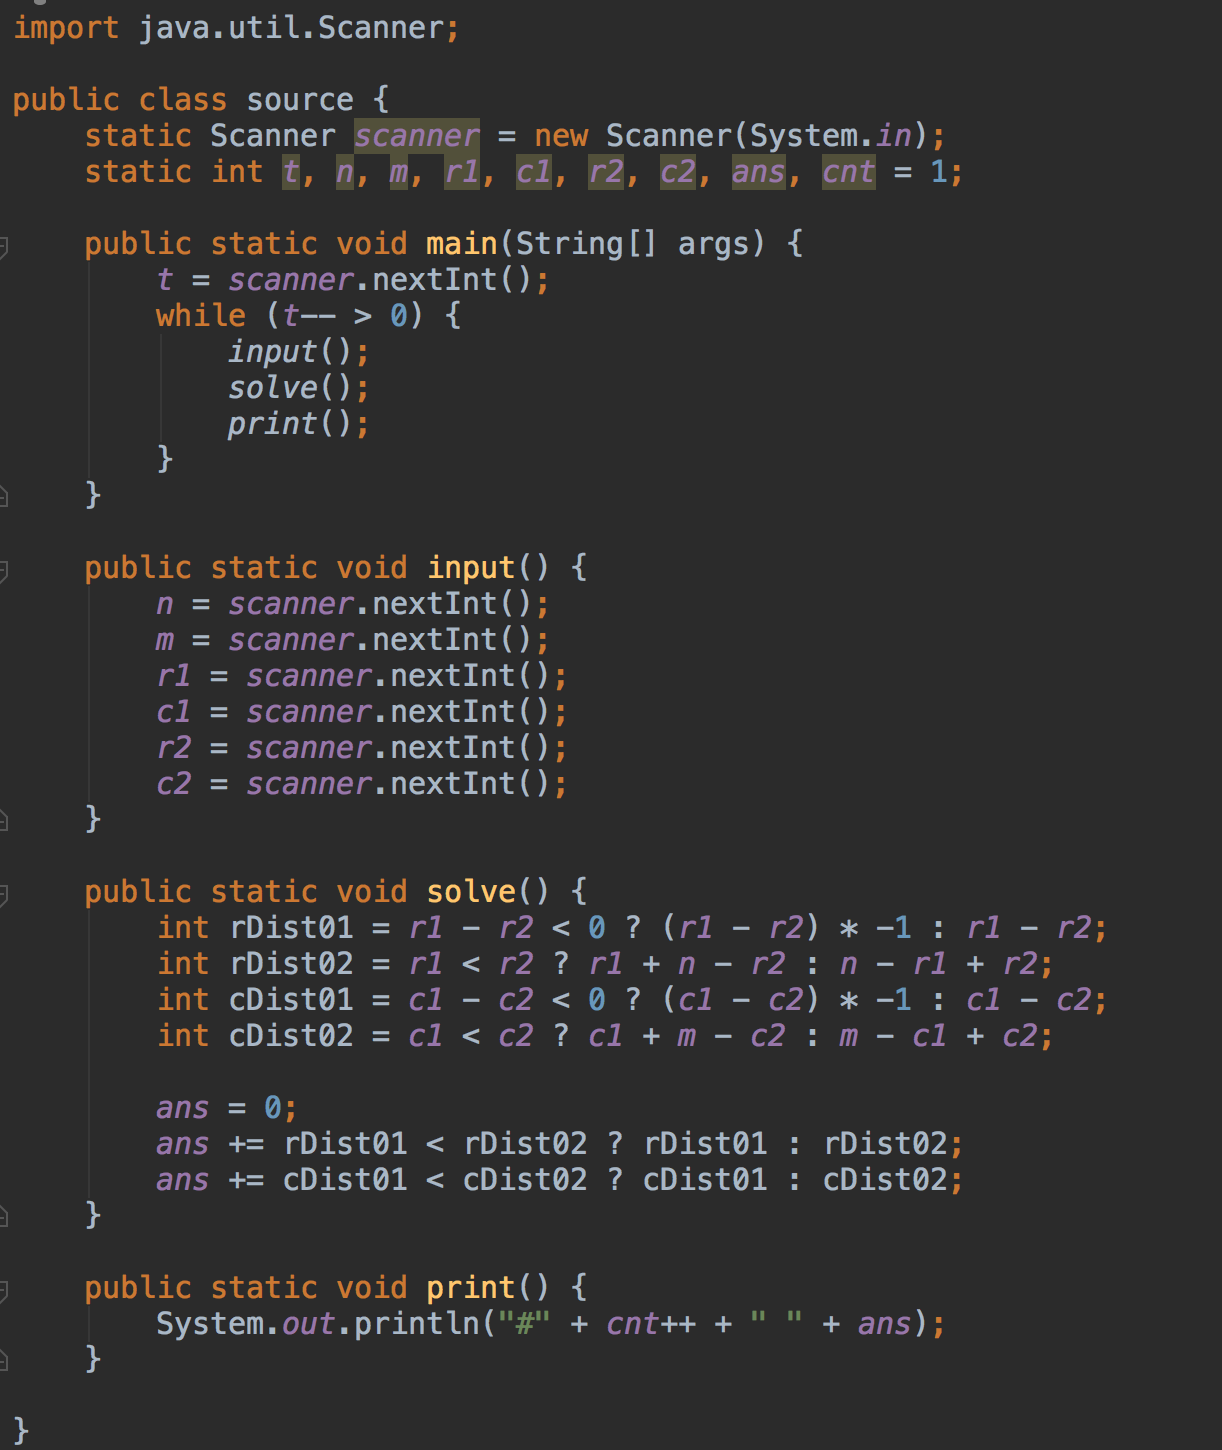 import java.util.Scanner;

public class source {
    static Scanner scanner = new Scanner(System.in);
    static int t, n, m, r1, c1, r2, c2, ans, cnt = 1;

    public static void main(String[] args) {
        t = scanner.nextInt();
        while (t-- > 0) {
            input();
            solve();
            print();
        }
    }

    public static void input() {
        n = scanner.nextInt();
        m = scanner.nextInt();
        r1 = scanner.nextInt();
        c1 = scanner.nextInt();
        r2 = scanner.nextInt();
        c2 = scanner.nextInt();
    }

    public static void solve() {
        int rDist01 = r1 - r2 < 0 ? (r1 - r2) * -1 : r1 - r2;
        int rDist02 = r1 < r2 ? r1 + n - r2 : n - r1 + r2;
        int cDist01 = c1 - c2 < 0 ? (c1 - c2) * -1 : c1 - c2;
        int cDist02 = c1 < c2 ? c1 + m - c2 : m - c1 + c2;

        ans = 0;
        ans += rDist01 < rDist02 ? rDist01 : rDist02;
        ans += cDist01 < cDist02 ? cDist01 : cDist02;
    }

    public static void print() {
        System.out.println("#" + cnt++ + " " + ans);
    }

}